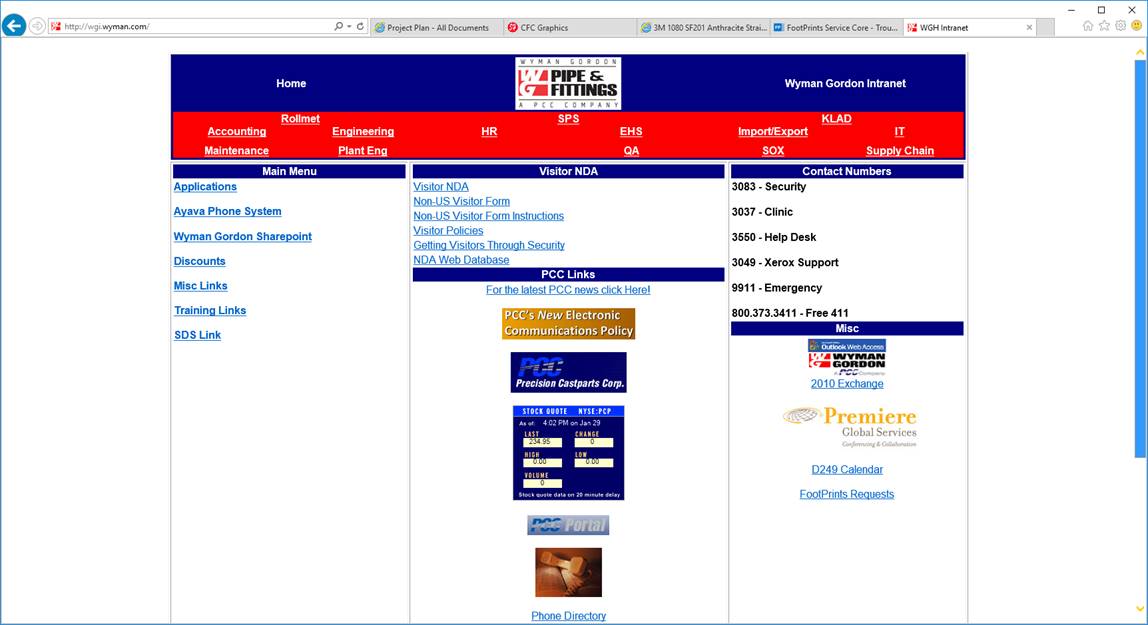 http://wgi.wyman.com/
Project Plan - All Documents
CFC Graphics
3M 1080 SF201 Anthracite Strai...
FootPrints Service Core - Trou...
WGH Intranet
Home
WYMAN GORDON
PIPE &
FITTINGS
A PCC COMPANY
Wyman Gordon Intranet
Rollmet SPS KLAD
Accounting Engineering HR EHS Import/Export IT
Maintenance Plant Eng QA SOX Supply Chain
Main Menu
Applications
Ayava Phone System
Wyman Gordon Sharepoint
Discounts
Misc Links
Training Links
SDS Link
Visitor NDA
Visitor NDA
Non-US Visitor Form
Non-US Visitor Form Instructions
Visitor Policies
Getting Visitors Through Security
NDA Web Database
PCC Links
For the latest PCC news click Here!
PCC's New Electronic
Communications Policy
PCC
Precision Castparts Corp.
STOCK QUOTE NYSE:PCP
As of: 4:02 PM on Jan 29
LAST CHANGE
234.95 0
HIGH LOW
0.00 0.00
VOLUME
0
Stock quote data on 20 minute delay
PCC Portal
Phone Directory
Contact Numbers
3083 - Security
3037 - Clinic
3550 - Help Desk
3049 - Xerox Support
9911 - Emergency
800.373.3411 - Free 411
Misc
Outlook Web Access
WYMAN
GORDON
A PCC Company
2010 Exchange
Premiere
Global Services
Conferencing & Collaboration
D249 Calendar
FootPrints Requests